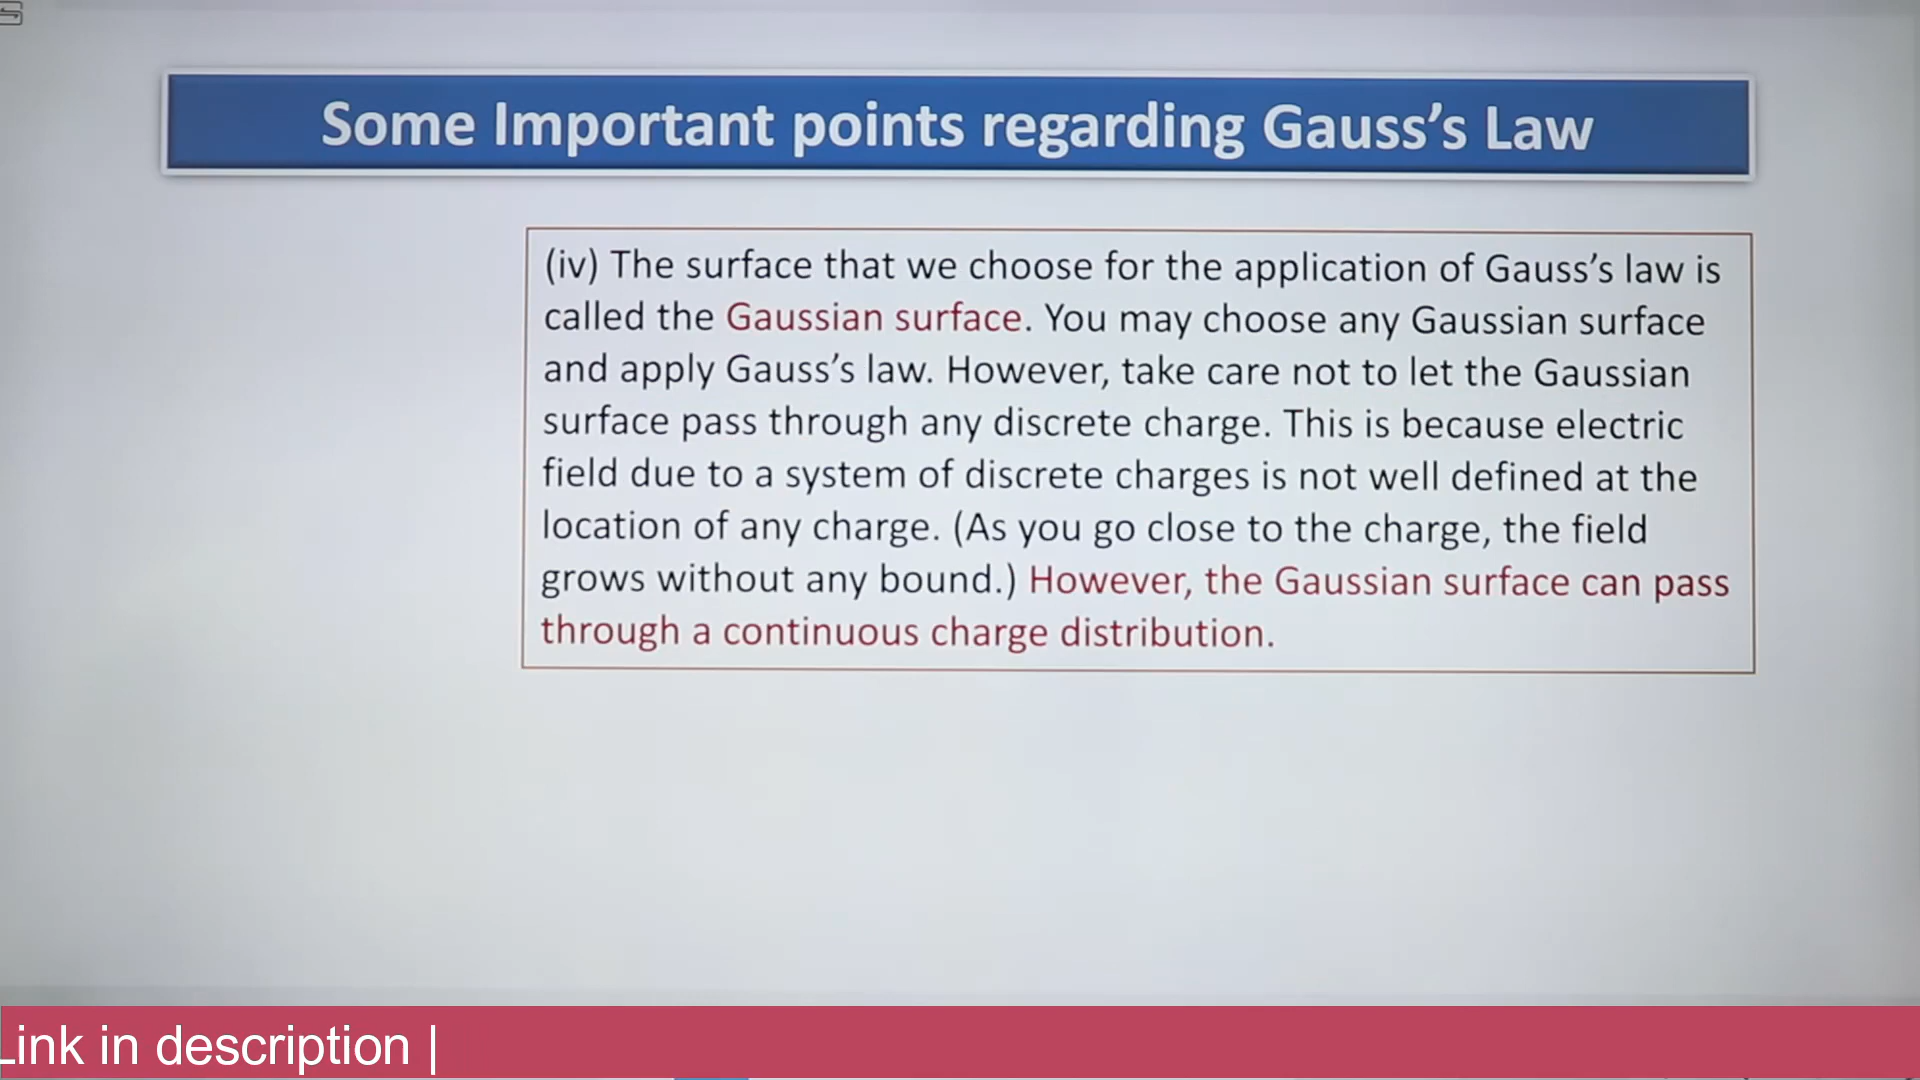 Some Important points regarding Gauss's Law
(iv) The surface that we choose for the application of Gauss's law is
called the Gaussian surface. You may choose any Gaussian surface
and apply Gauss's law. However, take care not to let the Gaussian
surface pass through any discrete charge. This is because electric
field due to a system of discrete charges is not well defined at the
location of any charge. (As you go close to the charge, the field
grows without any bound.) However, the Gaussian surface can pass
through a continuous charge distribution.
Link in description |